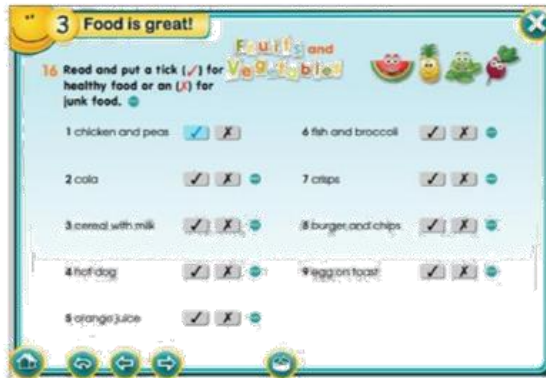 3 Food is great!
Fruits and
Vegetables
16 Read and put a tick (✓) for
healthy food or an (✗) for
junk food.
1 chicken and peas ✓ ✗
2 cola ✓ ✗
3 cereal with milk ✓ ✗
4 hot dog ✓ ✗
5 orange juice ✓ ✗
6 fish and broccoli ✓ ✗
7 crisps ✓ ✗
8 burger and chips ✓ ✗
9 egg on toast ✓ ✗